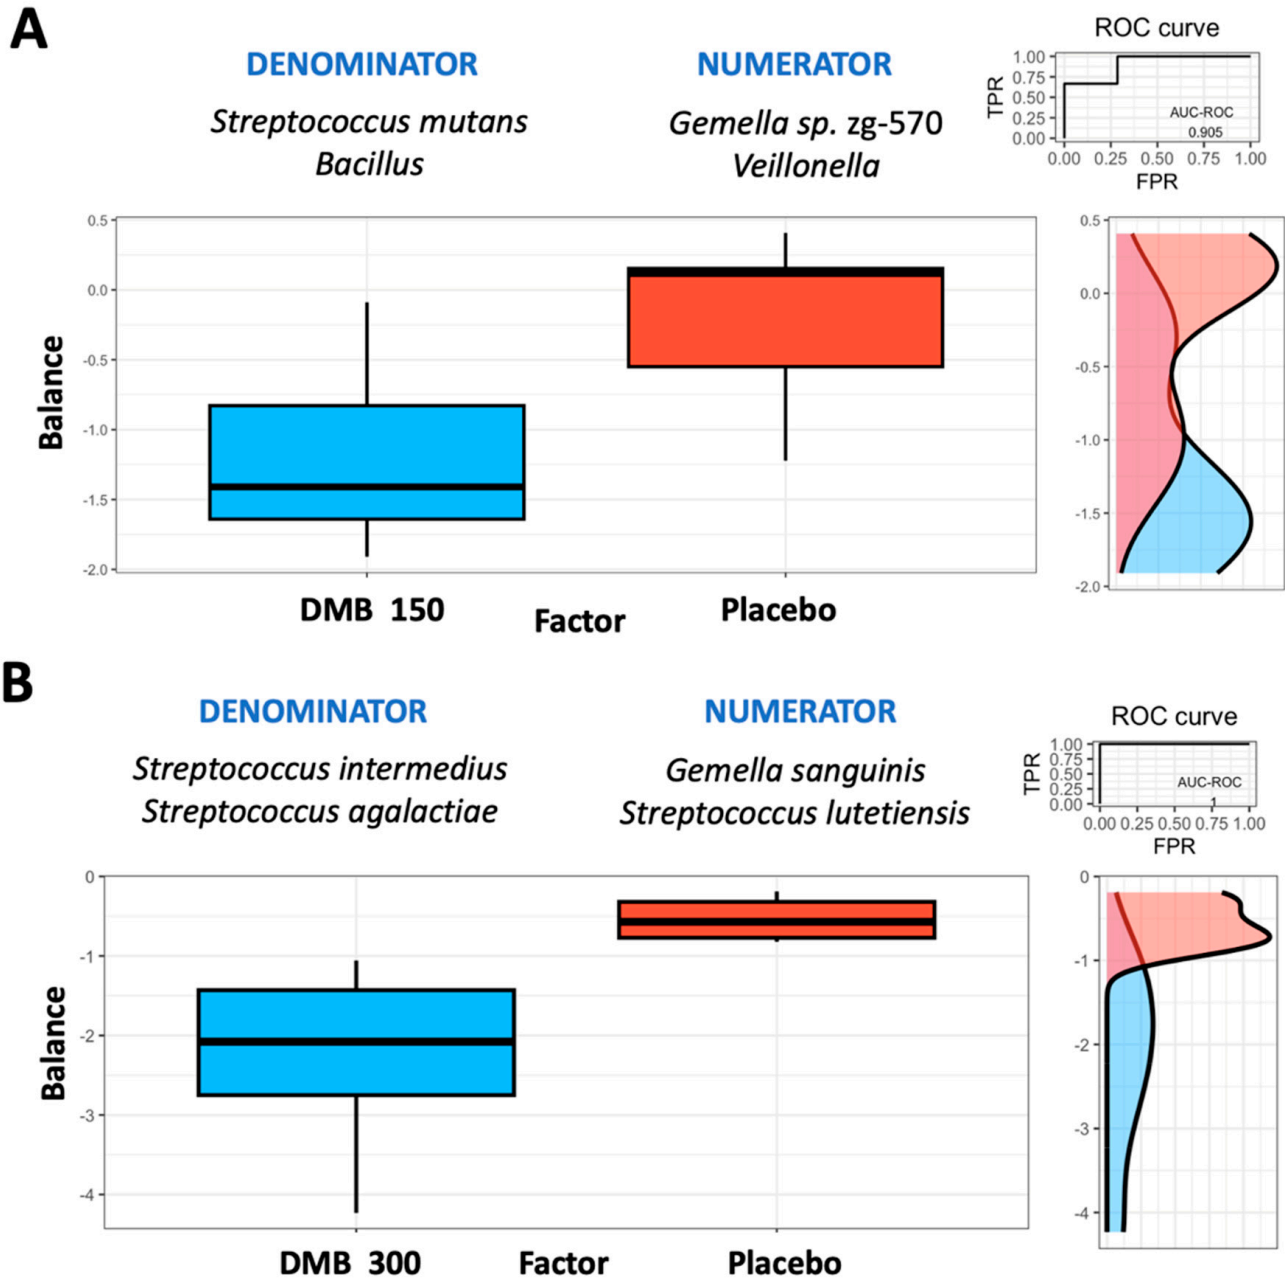 A
DENOMINATOR
NUMERATOR
Streptococcus mutans
Bacillus
Gemella sp. zg-570
Veillonella
ROC curve
TPR
1.00
0.75
0.50
0.25
0.00
AUC-ROC
0.905
0.00 0.25 0.50 0.75 1.00
FPR
Balance
0.5
0.0
-0.5
-1.0
-1.5
-2.0
DMB 150
Factor
Placebo
0.5
0.0
-0.5
-1.0
-1.5
-2.0
B
DENOMINATOR
NUMERATOR
Streptococcus intermedius
Streptococcus agalactiae
Gemella sanguinis
Streptococcus lutetiensis
ROC curve
TPR
1.00
0.75
0.50
0.25
0.00
AUC-ROC
1
0.00 0.25 0.50 0.75 1.00
FPR
Balance
0
-1
-2
-3
-4
DMB 300
Factor
Placebo
0
-1
-2
-3
-4